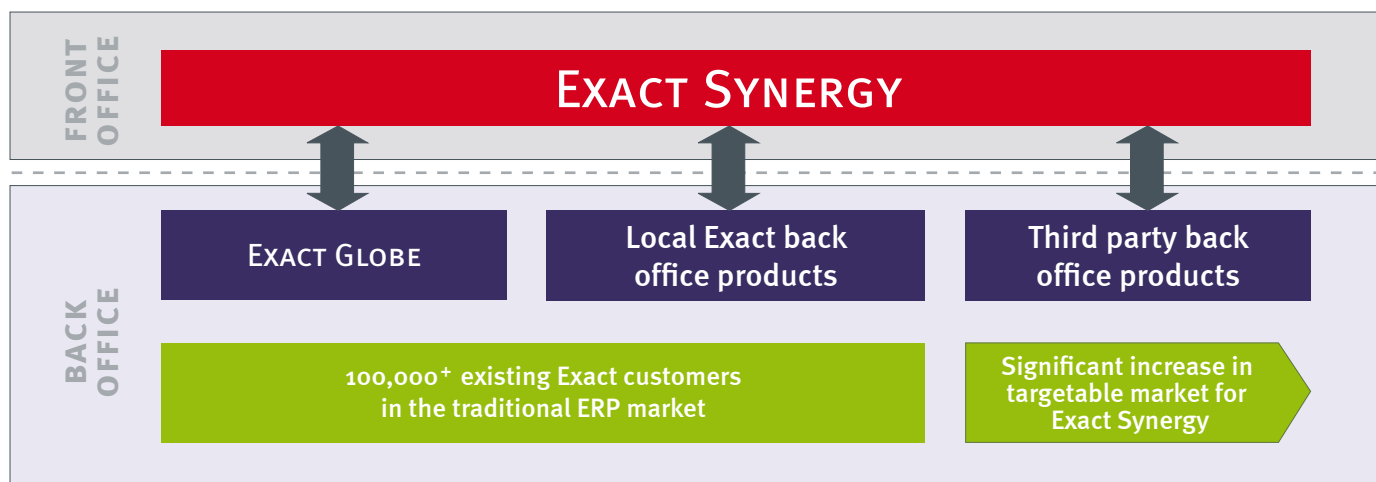 FRONT
OFFICE
EXACT SYNERGY
BACK
OFFICE
EXACT GLOBE
Local Exact back
office products
Third party back
office products
100,000+ existing Exact customers
in the traditional ERP market
Significant increase in
targetable market for
Exact Synergy